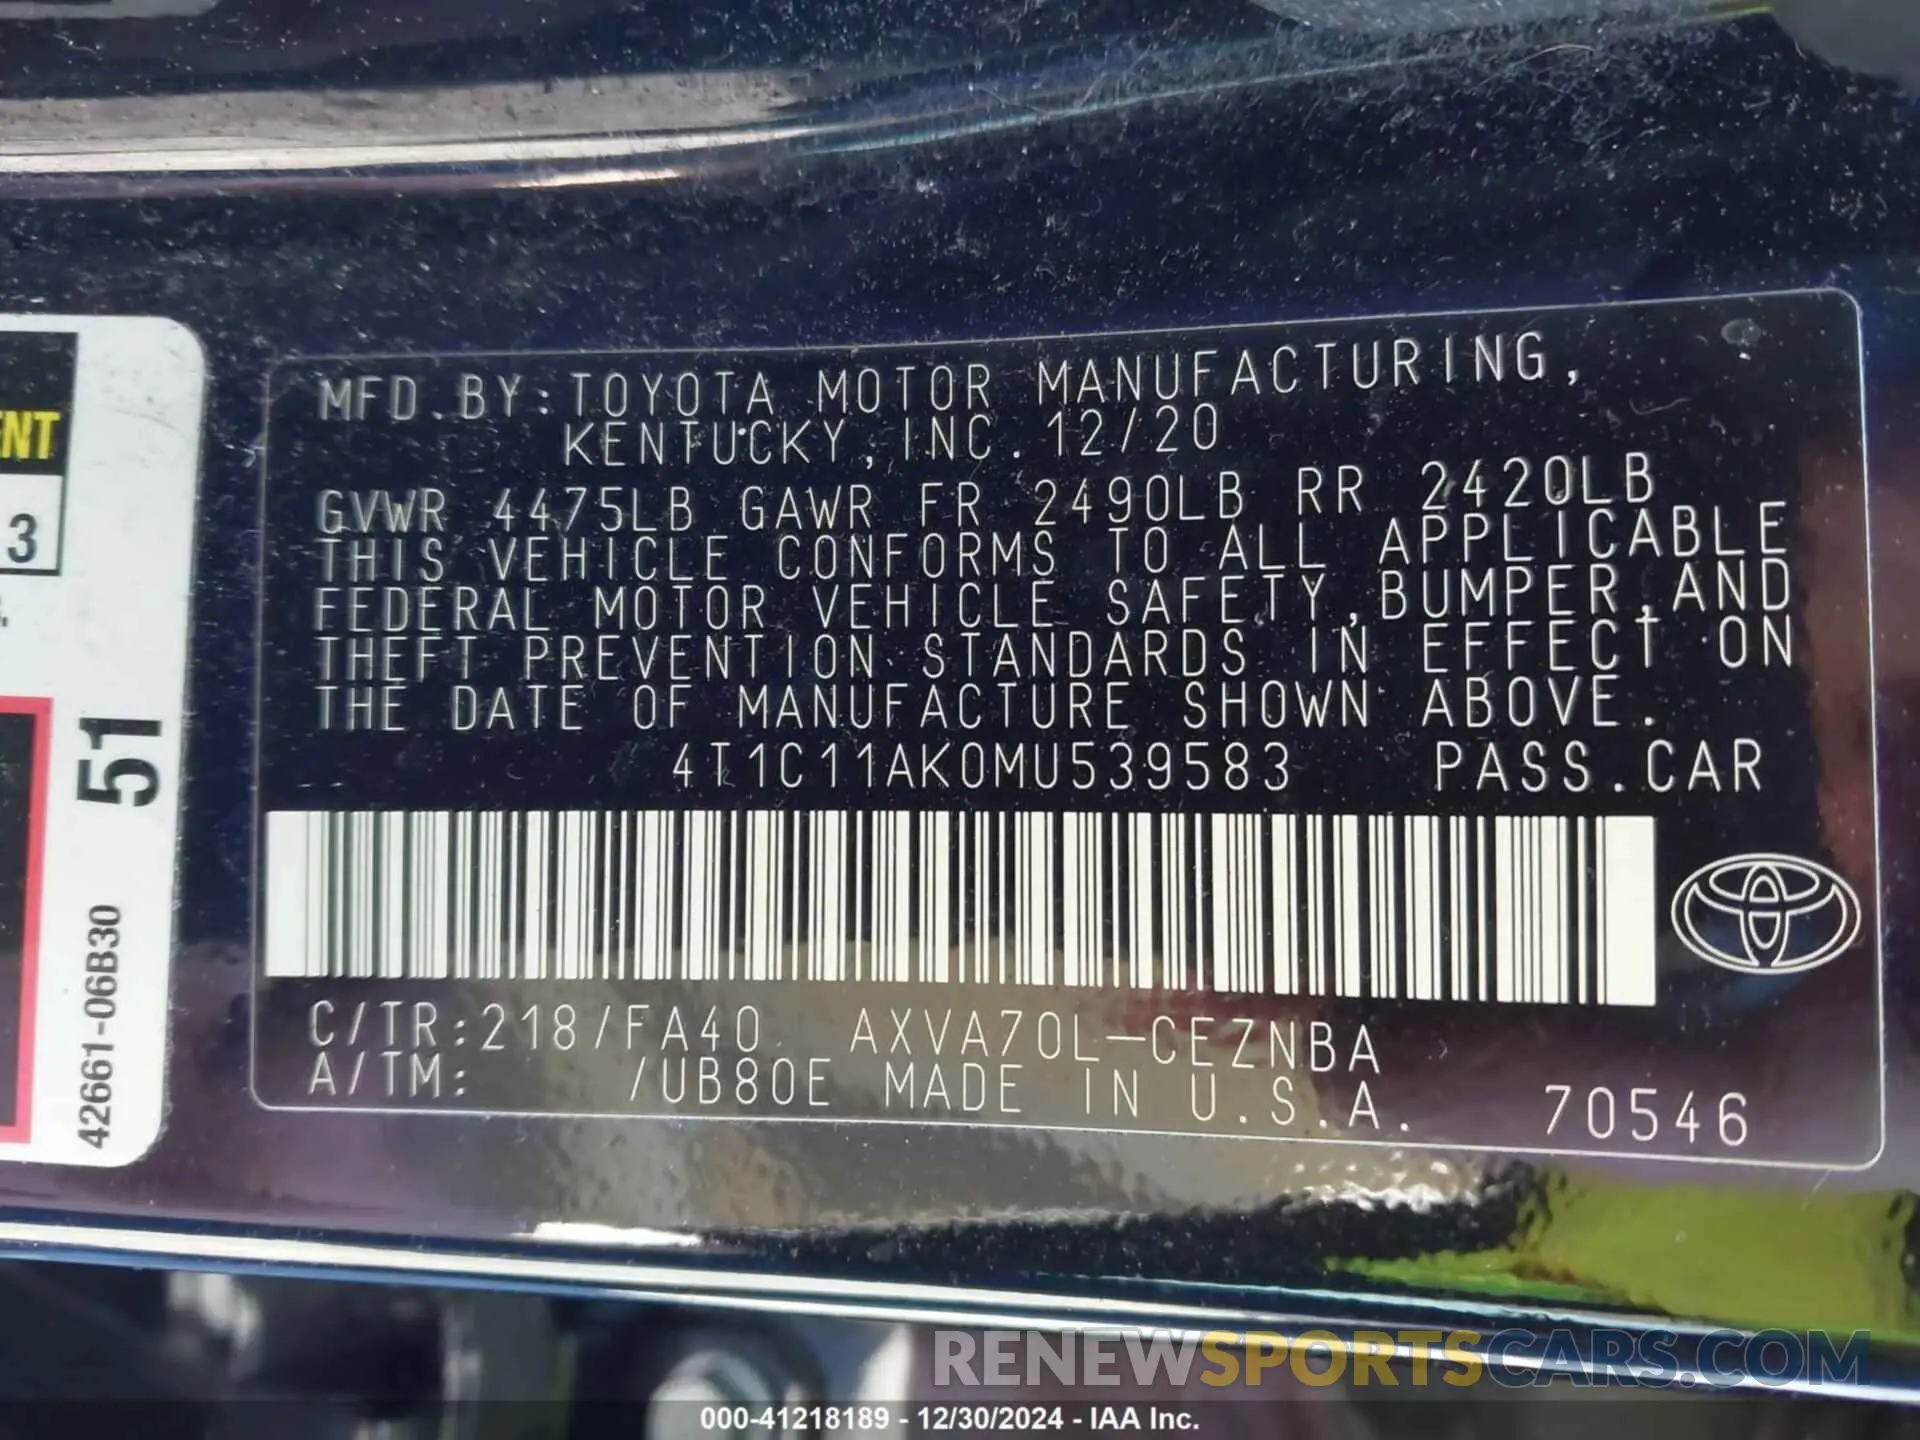 MFD.BY:TOYOTA MOTOR MANUFACTURING,
KENTUCKY,INC.12/20
GVWR 4475LB GAWR FR 2490LB RR 2420LB
THIS VEHICLE CONFORMS TO ALL APPLICABLE
FEDERAL MOTOR VEHICLE SAFETY,BUMPER,AND
THEFT PREVENTION STANDARDS IN EFFECT ON
THE DATE OF MANUFACTURE SHOWN ABOVE.
4T1C11AK0MU539583 PASS.CAR
C/TR:218/FA40 AXVA70L-CEZNBA
A/TM: /UB80E MADE IN U.S.A. 70546
3
51
42661-06B30
RENEWSPORTSCARS.COM
000-41218189 - 12/30/2024 - IAA Inc.